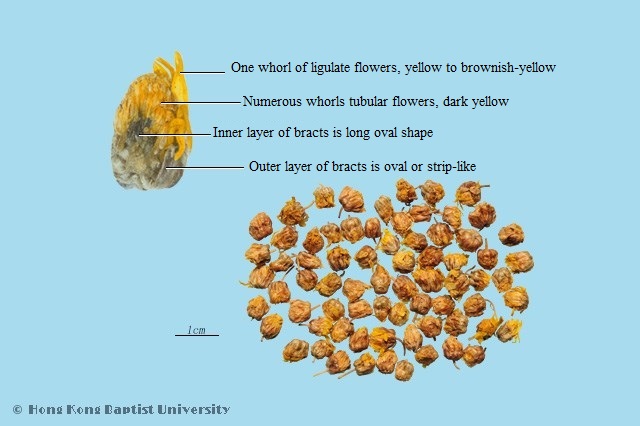 One whorl of ligulate flowers, yellow to brownish-yellow
Numerous whorls tubular flowers, dark yellow
Inner layer of bracts is long oval shape
Outer layer of bracts is oval or strip-like
1cm
© Hong Kong Baptist University